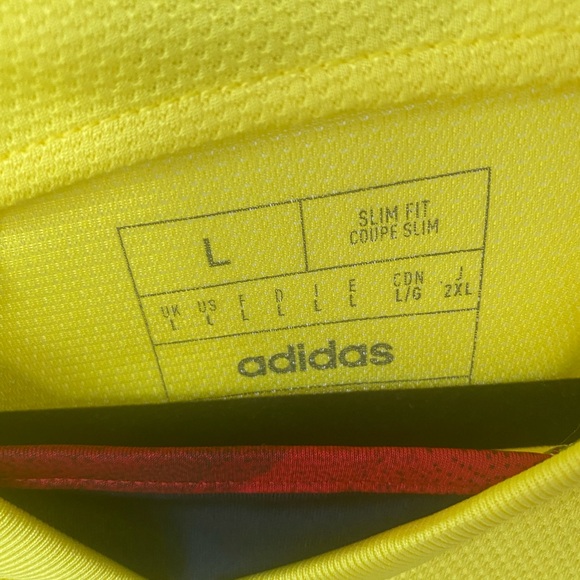 L
SLIM FIT
COUPE SLIM
UK US F D I E CDN J
L L L L L L L/G 2XL
adidas